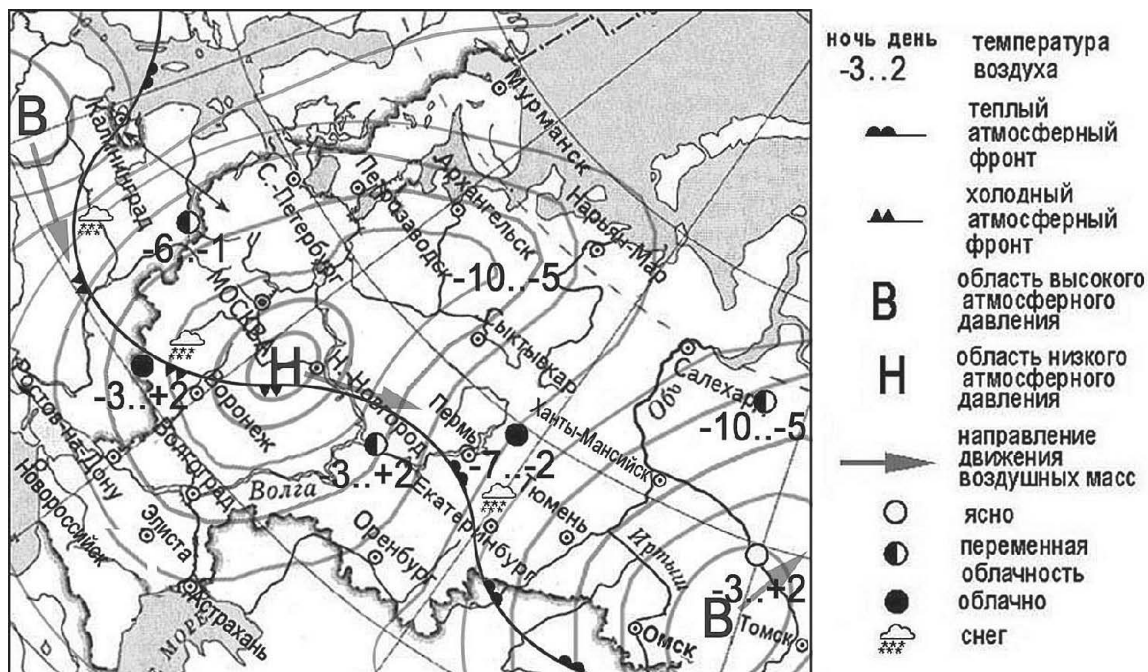 В
Калининград
Мурманск
С.-Петербург
Петрозаводск
Архангельск
Нарьян-Мар
-6..-1
МОСКВА
-10..-5
Сыктывкар
Н
Н.Новгород
-3..+2
Воронеж
Ростов-на-Дону
Новороссийск
Волгоград
Волга
3..+2
Пермь
-7..-2
Екатеринбург
Тюмень
Ханты-Мансийск
Обь
Салехард
-10..-5
Элиста
Оренбург
Иртыш
Астрахань
МОРЕ
Омск
В
Томск
-3..+2
ночь день
-3..2
температура
воздуха
теплый
атмосферный
фронт
холодный
атмосферный
фронт
В
область высокого
атмосферного
давления
Н
область низкого
атмосферного
давления
направление
движения
воздушных масс
ясно
переменная
облачность
облачно
снег